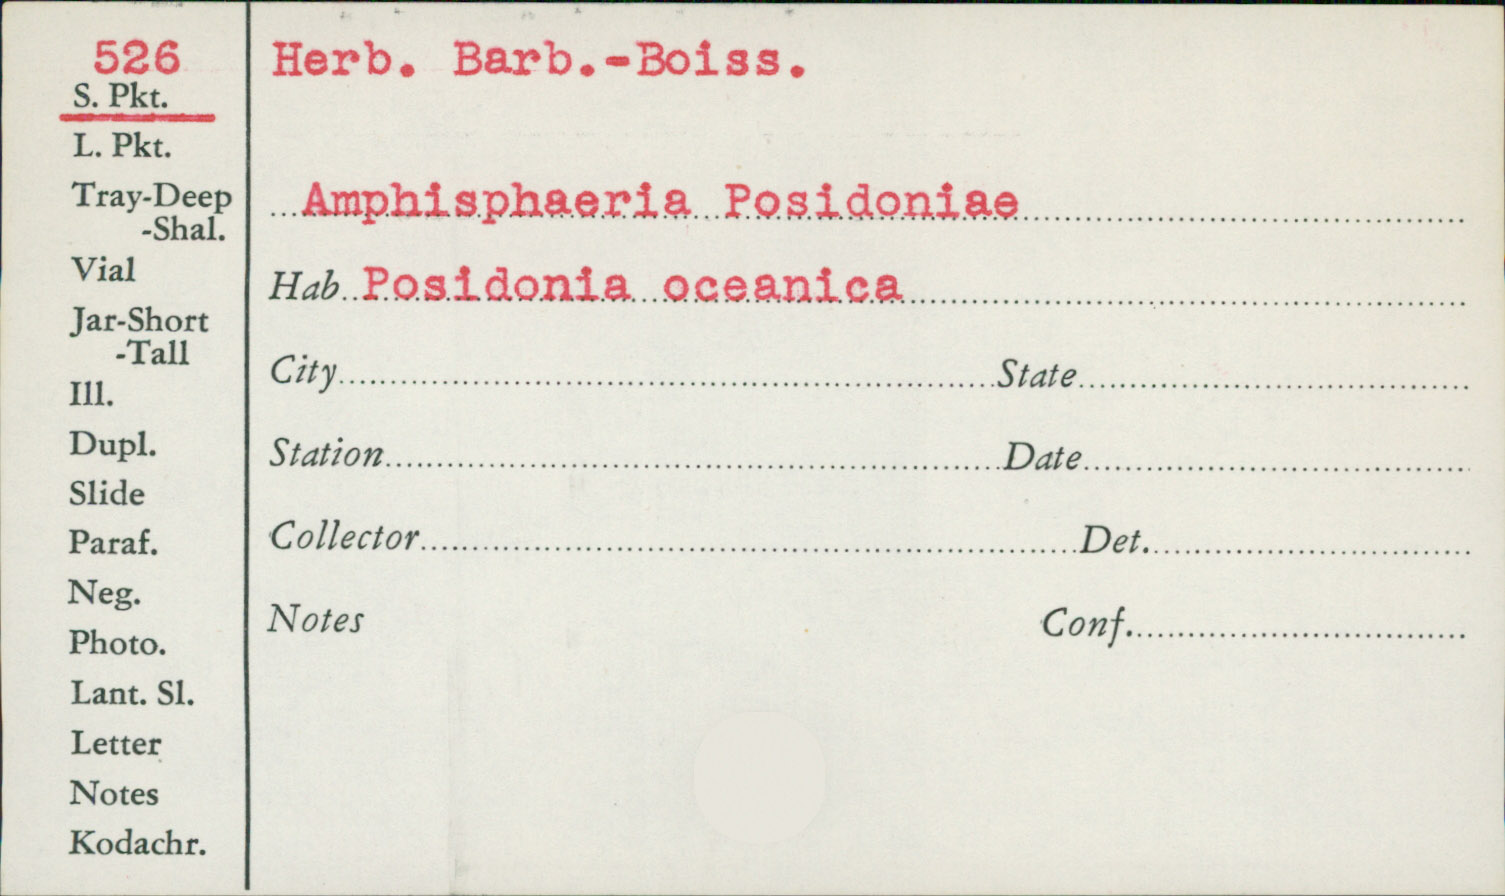 526
S. Pkt.
L. Pkt.
Tray-Deep
-Shal.
Vial
Jar-Short
-Tall
Ill.
Dupl.
Slide
Paraf.
Neg.
Photo.
Lant. Sl.
Letter
Notes
Kodachr.
Herb. Barb.-Boiss.
Amphisphaeria Posidoniae
Hab Posidonia oceanica
City State
Station Date
Collector Det.
Notes Conf.